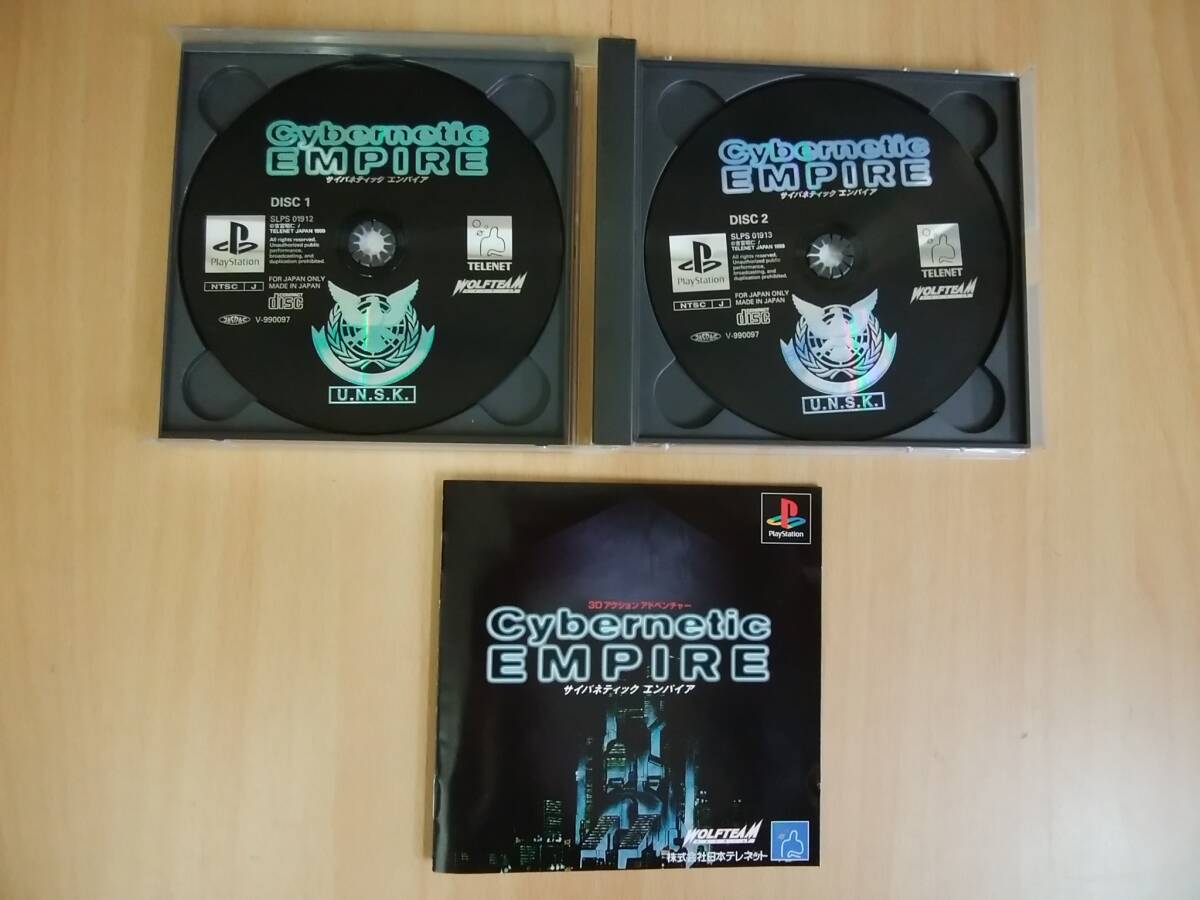 Cybernetic
EMPIRE
サイバネティック エンパイア
DISC 1
SLPS 01912
TELENET JAPAN 1999
All rights reserved.
Unauthorized public
performance,
broadcasting, and
duplication prohibited.
PlayStation
NTSC J
FOR JAPAN ONLY
MADE IN JAPAN
COMPACT
disc
V-990097
TELENET
WOLFTEAM
U.N.S.K.
Cybernetic
EMPIRE
サイバネティック エンパイア
DISC 2
SLPS 01913
TELENET JAPAN 1999
All rights reserved.
Unauthorized public
performance,
broadcasting, and
duplication prohibited.
PlayStation
NTSC J
FOR JAPAN ONLY
MADE IN JAPAN
COMPACT
disc
V-990097
TELENET
WOLFTEAM
U.N.S.K.
PlayStation
3Dアクションアドベンチャー
Cybernetic
EMPIRE
サイバネティック エンパイア
WOLFTEAM
株式会社日本テレネット